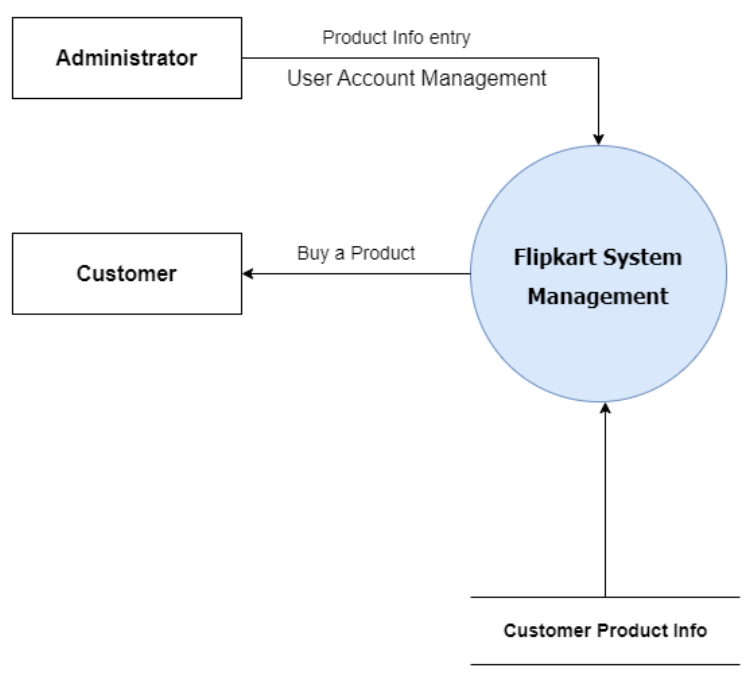 Product Info entry
Administrator
User Account Management
Buy a Product
Customer
Flipkart System
Management
Customer Product Info